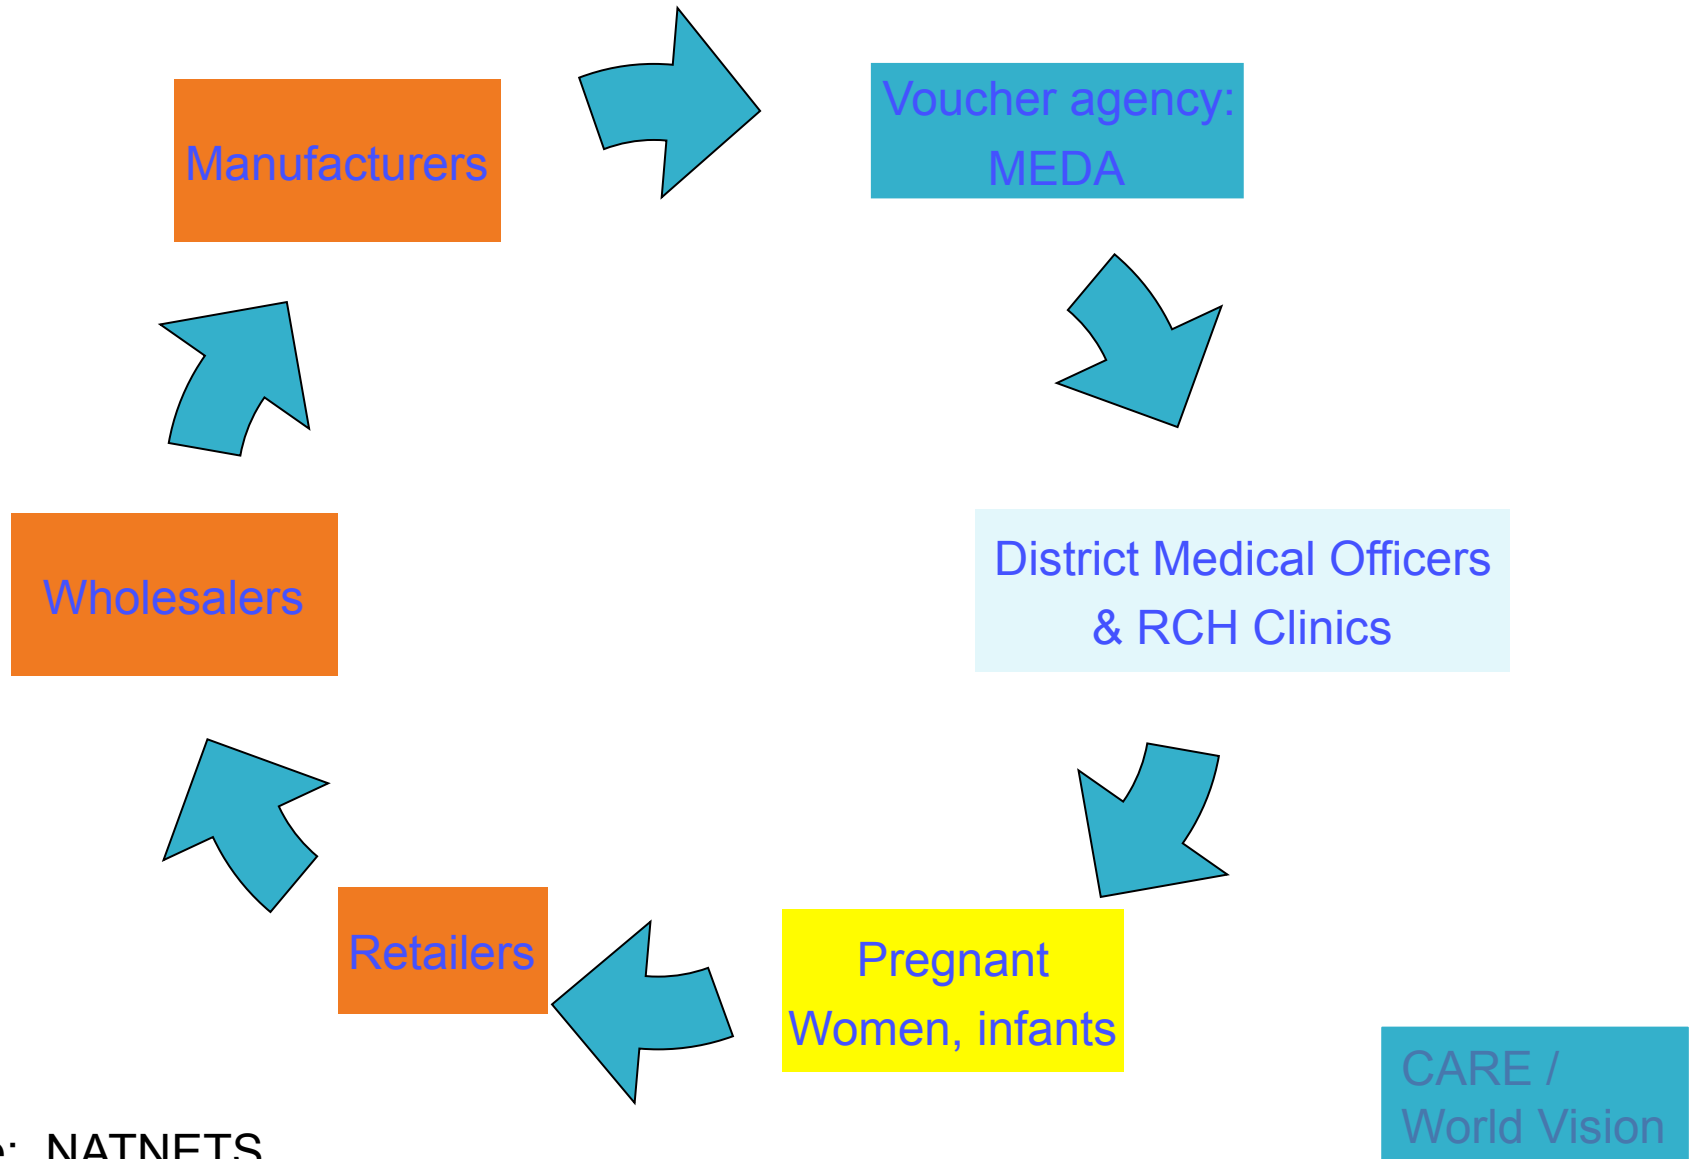 Manufacturers
Voucher agency:
MEDA
Wholesalers
District Medical Officers
& RCH Clinics
Retailers
Pregnant
Women, infants
CARE /
World Vision
NATNETS